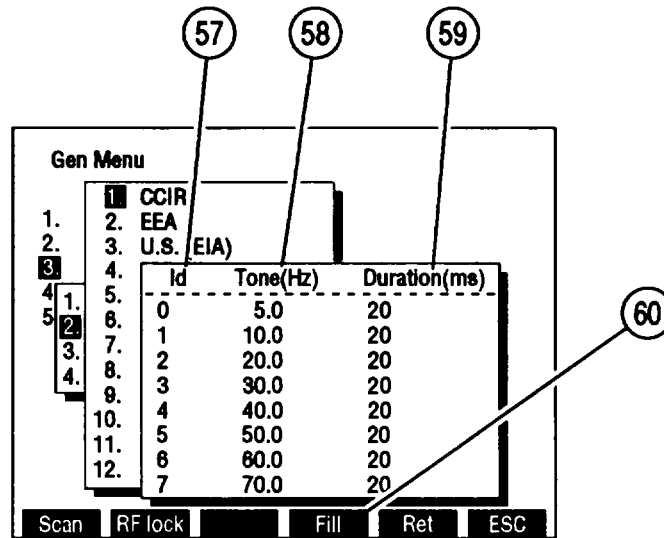 57 58 59
Gen Menu
1. CCIR
1. 2. EEA
2. 3. U.S. (EIA)
3. 4. Id Tone(Hz) Duration(ms)
4 1. 5. 0 5.0 20
5 2. 6. 1 10.0 20
3. 7. 2 20.0 20
4. 8. 3 30.0 20
9. 4 40.0 20
10. 5 50.0 20
11. 6 60.0 20
12. 7 70.0 20
60
Scan RF lock Fill Ret ESC